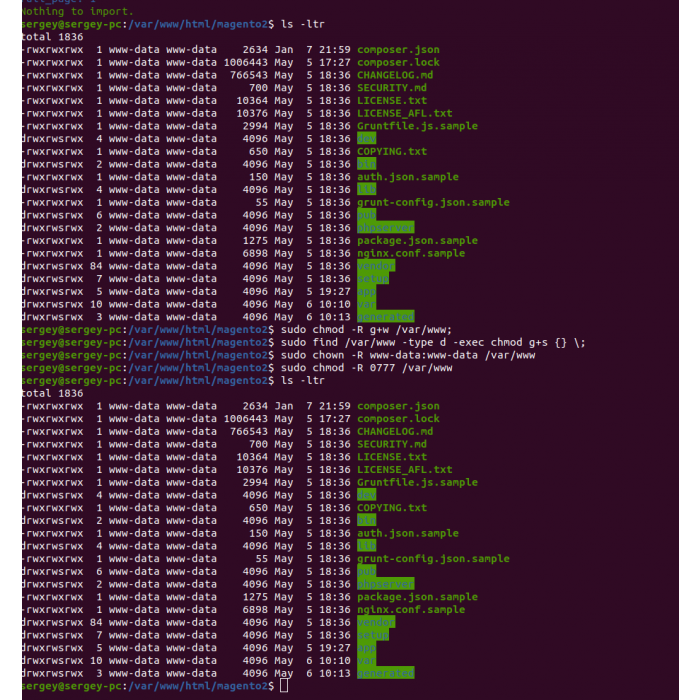 Nothing to import.
sergey@sergey-pc:/var/www/html/magento2$ ls -ltr
total 1836
-rwxrwxrwx  1 www-data www-data    2634 Jan  7 21:59 composer.json
-rwxrwxrwx  1 www-data www-data 1006443 May  5 17:27 composer.lock
-rwxrwxrwx  1 www-data www-data  766543 May  5 18:36 CHANGELOG.md
-rwxrwxrwx  1 www-data www-data     700 May  5 18:36 SECURITY.md
-rwxrwxrwx  1 www-data www-data   10364 May  5 18:36 LICENSE.txt
-rwxrwxrwx  1 www-data www-data   10376 May  5 18:36 LICENSE_AFL.txt
-rwxrwxrwx  1 www-data www-data    2994 May  5 18:36 Gruntfile.js.sample
drwxrwsrwx  4 www-data www-data    4096 May  5 18:36 dev
-rwxrwxrwx  1 www-data www-data     650 May  5 18:36 COPYING.txt
drwxrwsrwx  2 www-data www-data    4096 May  5 18:36 bin
-rwxrwxrwx  1 www-data www-data     150 May  5 18:36 auth.json.sample
drwxrwsrwx  4 www-data www-data    4096 May  5 18:36 lib
-rwxrwxrwx  1 www-data www-data      55 May  5 18:36 grunt-config.json.sample
drwxrwsrwx  6 www-data www-data    4096 May  5 18:36 pub
drwxrwsrwx  2 www-data www-data    4096 May  5 18:36 phpserver
-rwxrwxrwx  1 www-data www-data    1275 May  5 18:36 package.json.sample
-rwxrwxrwx  1 www-data www-data    6898 May  5 18:36 nginx.conf.sample
drwxrwsrwx 84 www-data www-data    4096 May  5 18:36 vendor
drwxrwsrwx  7 www-data www-data    4096 May  5 18:36 setup
drwxrwsrwx  5 www-data www-data    4096 May  5 19:27 app
drwxrwsrwx 10 www-data www-data    4096 May  6 10:10 var
drwxrwsrwx  3 www-data www-data    4096 May  6 10:13 generated
sergey@sergey-pc:/var/www/html/magento2$ sudo chmod -R g+w /var/www;
sergey@sergey-pc:/var/www/html/magento2$ sudo find /var/www -type d -exec chmod g+s {} \;
sergey@sergey-pc:/var/www/html/magento2$ sudo chown -R www-data:www-data /var/www
sergey@sergey-pc:/var/www/html/magento2$ sudo chmod -R 0777 /var/www
sergey@sergey-pc:/var/www/html/magento2$ ls -ltr
total 1836
-rwxrwxrwx  1 www-data www-data    2634 Jan  7 21:59 composer.json
-rwxrwxrwx  1 www-data www-data 1006443 May  5 17:27 composer.lock
-rwxrwxrwx  1 www-data www-data  766543 May  5 18:36 CHANGELOG.md
-rwxrwxrwx  1 www-data www-data     700 May  5 18:36 SECURITY.md
-rwxrwxrwx  1 www-data www-data   10364 May  5 18:36 LICENSE.txt
-rwxrwxrwx  1 www-data www-data   10376 May  5 18:36 LICENSE_AFL.txt
-rwxrwxrwx  1 www-data www-data    2994 May  5 18:36 Gruntfile.js.sample
drwxrwsrwx  4 www-data www-data    4096 May  5 18:36 dev
-rwxrwxrwx  1 www-data www-data     650 May  5 18:36 COPYING.txt
drwxrwsrwx  2 www-data www-data    4096 May  5 18:36 bin
-rwxrwxrwx  1 www-data www-data     150 May  5 18:36 auth.json.sample
drwxrwsrwx  4 www-data www-data    4096 May  5 18:36 lib
-rwxrwxrwx  1 www-data www-data      55 May  5 18:36 grunt-config.json.sample
drwxrwsrwx  6 www-data www-data    4096 May  5 18:36 pub
drwxrwsrwx  2 www-data www-data    4096 May  5 18:36 phpserver
-rwxrwxrwx  1 www-data www-data    1275 May  5 18:36 package.json.sample
-rwxrwxrwx  1 www-data www-data    6898 May  5 18:36 nginx.conf.sample
drwxrwsrwx 84 www-data www-data    4096 May  5 18:36 vendor
drwxrwsrwx  7 www-data www-data    4096 May  5 18:36 setup
drwxrwsrwx  5 www-data www-data    4096 May  5 19:27 app
drwxrwsrwx 10 www-data www-data    4096 May  6 10:10 var
drwxrwsrwx  3 www-data www-data    4096 May  6 10:13 generated
sergey@sergey-pc:/var/www/html/magento2$